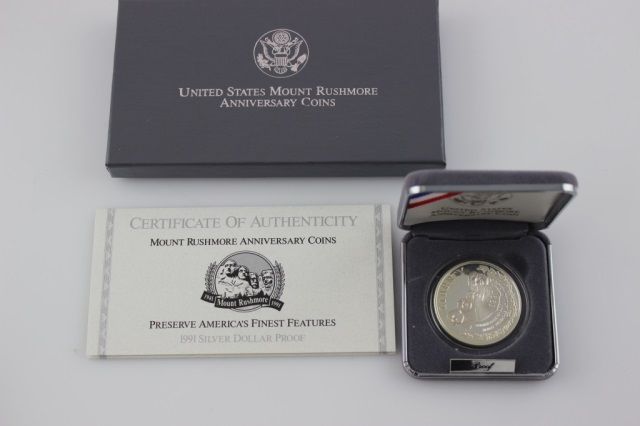 UNITED STATES MOUNT RUSHMORE
ANNIVERSARY COINS
CERTIFICATE OF AUTHENTICITY
MOUNT RUSHMORE ANNIVERSARY COINS
1941 1991
Mount Rushmore
PRESERVE AMERICA'S FINEST FEATURES
1991 SILVER DOLLAR PROOF
Proof